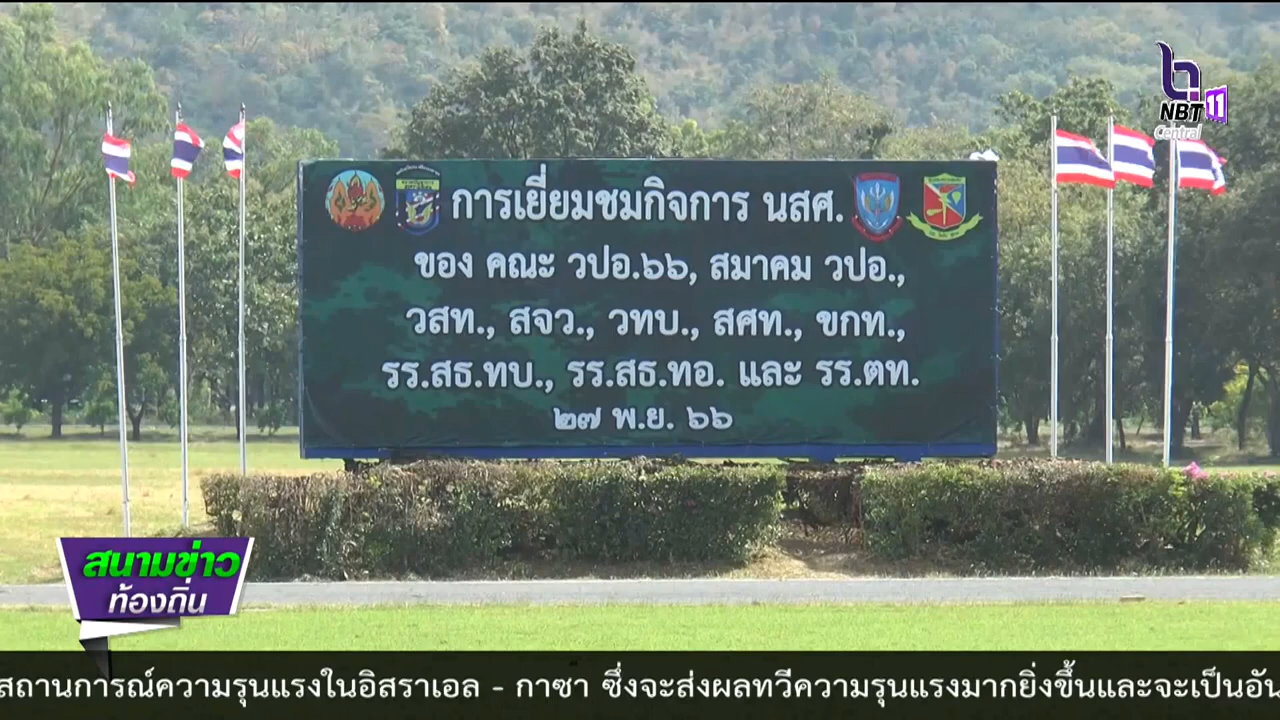 NBT 11
Central
การเยี่ยมชมกิจการ นสศ.
ของ คณะ วปอ.๖๖, สมาคม วปอ.,
วสท., สจว., วทบ., สศท., ขกท.,
รร.สธ.ทบ., รร.สธ.ทอ. และ รร.ตท.
๒๗ พ.ย. ๖๖
สนามข่าว
ท้องถิ่น
สถานการณ์ความรุนแรงในอิสราเอล - กาซา ซึ่งจะส่งผลทวีความรุนแรงมากยิ่งขึ้นและจะเป็นอัน